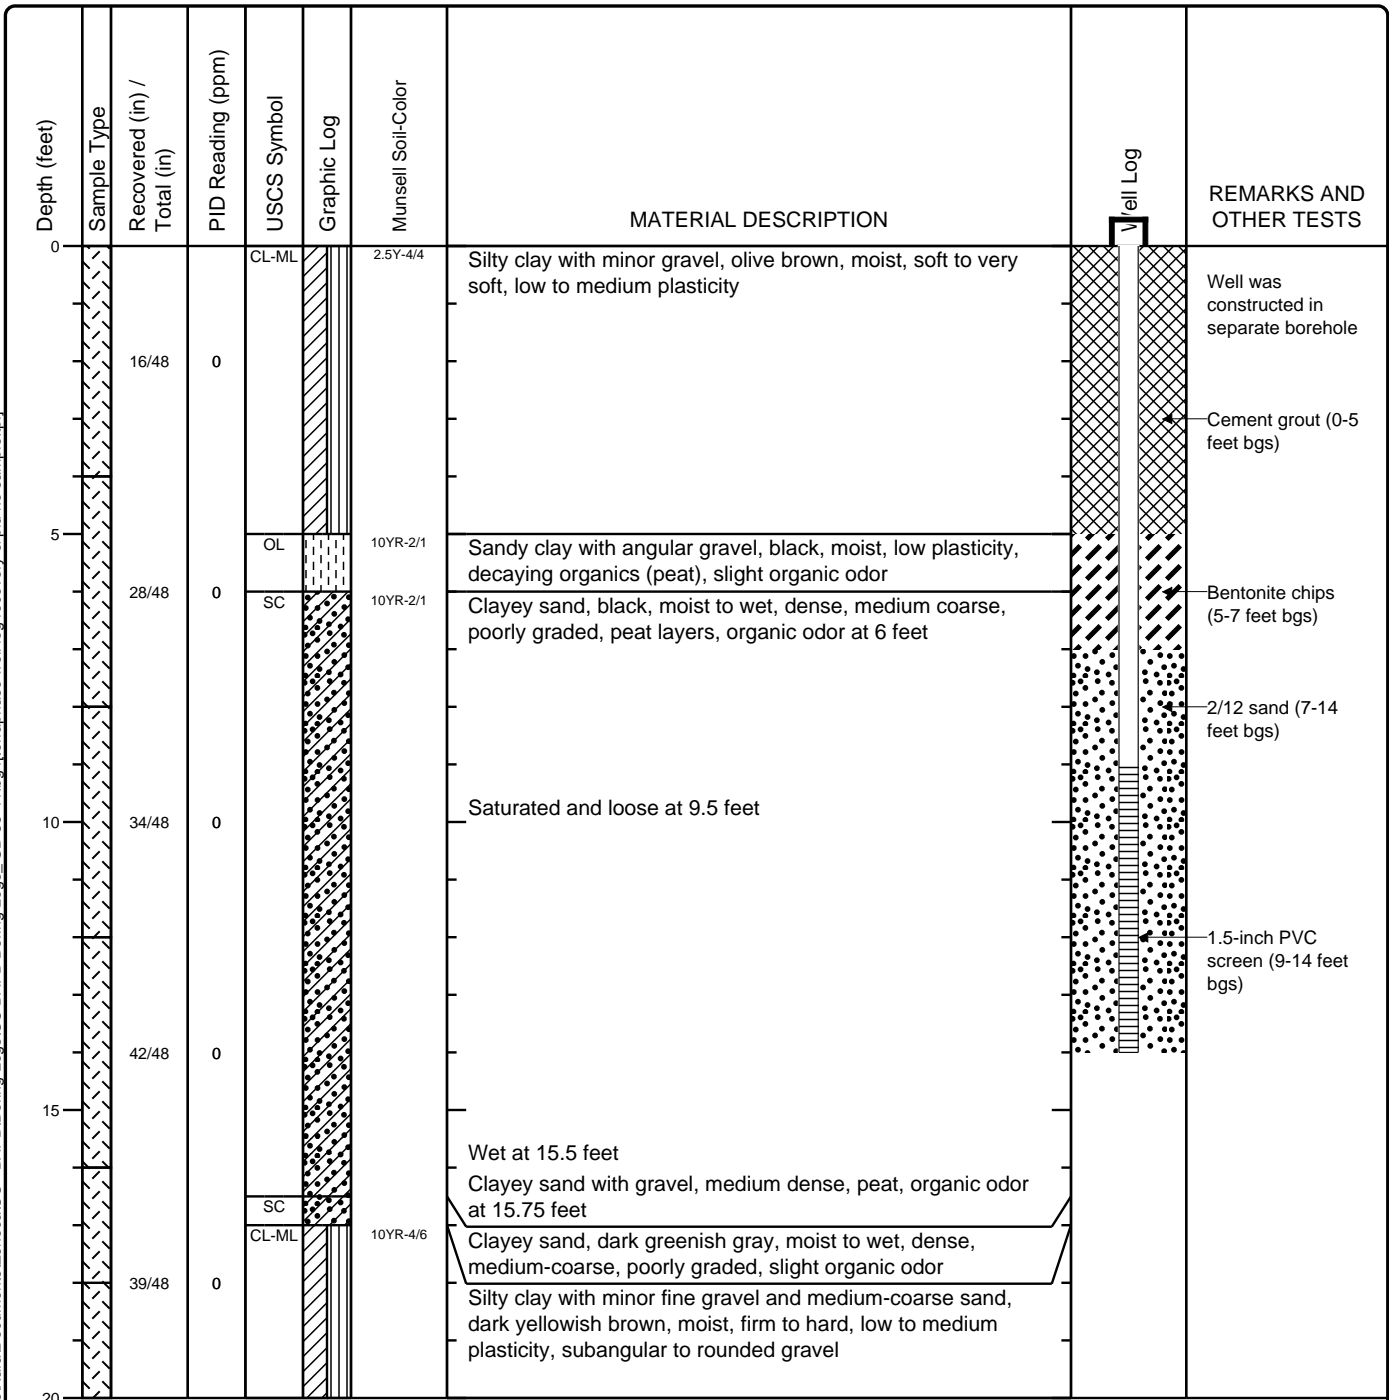 Depth (feet)
Sample Type
Recovered (in) /
Total (in)
PID Reading (ppm)
USCS Symbol
Graphic Log
Munsell Soil-Color
MATERIAL DESCRIPTION
Well Log
REMARKS AND
OTHER TESTS
0
CL-ML
2.5Y-4/4
Silty clay with minor gravel, olive brown, moist, soft to very
soft, low to medium plasticity
Well was
constructed in
separate borehole
16/48
0
Cement grout (0-5
feet bgs)
5
OL
10YR-2/1
Sandy clay with angular gravel, black, moist, low plasticity,
decaying organics (peat), slight organic odor
28/48
0
SC
10YR-2/1
Clayey sand, black, moist to wet, dense, medium coarse,
poorly graded, peat layers, organic odor at 6 feet
Bentonite chips
(5-7 feet bgs)
2/12 sand (7-14
feet bgs)
Saturated and loose at 9.5 feet
10
34/48
0
1.5-inch PVC
screen (9-14 feet
bgs)
42/48
0
15
Wet at 15.5 feet
Clayey sand with gravel, medium dense, peat, organic odor
at 15.75 feet
SC
CL-ML
10YR-4/6
Clayey sand, dark greenish gray, moist to wet, dense,
medium-coarse, poorly graded, slight organic odor
39/48
0
Silty clay with minor fine gravel and medium-coarse sand,
dark yellowish brown, moist, firm to hard, low to medium
plasticity, subangular to rounded gravel
20